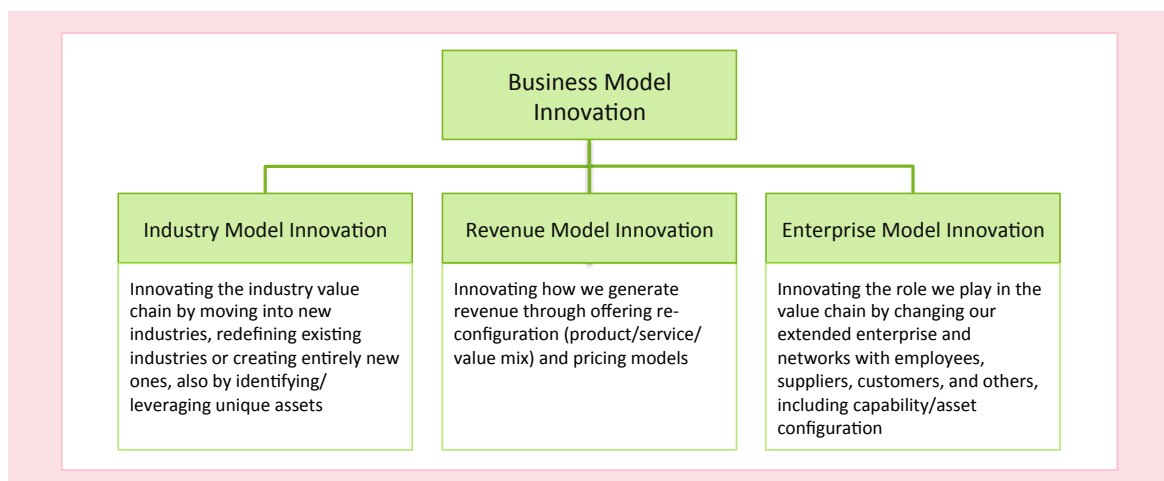 Business Model
Innovation
Industry Model Innovation
Innovating the industry value
chain by moving into new
industries, redefining existing
industries or creating entirely new
ones, also by identifying/
leveraging unique assets
Revenue Model Innovation
Innovating how we generate
revenue through offering re-
configuration (product/service/
value mix) and pricing models
Enterprise Model Innovation
Innovating the role we play in the
value chain by changing our
extended enterprise and
networks with employees,
suppliers, customers, and others,
including capability/asset
configuration